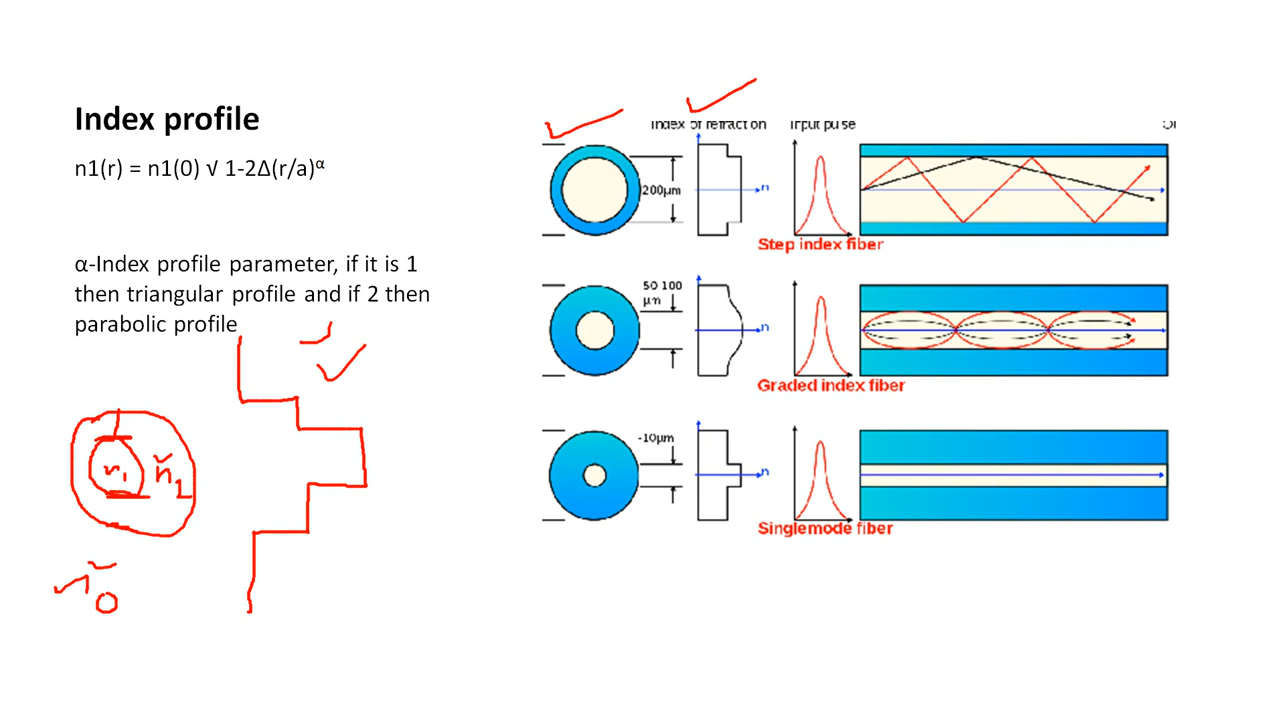 Index profile
n1(r) = n1(0) √ 1-2Δ(r/a)ᵅ
α-Index profile parameter, if it is 1
then triangular profile and if 2 then
parabolic profile
n₁ n₂
n₀
Index of refraction Input pulse
200µm
n
Step index fiber
50 100
µm
n
Graded index fiber
-10µm
n
Singlemode fiber